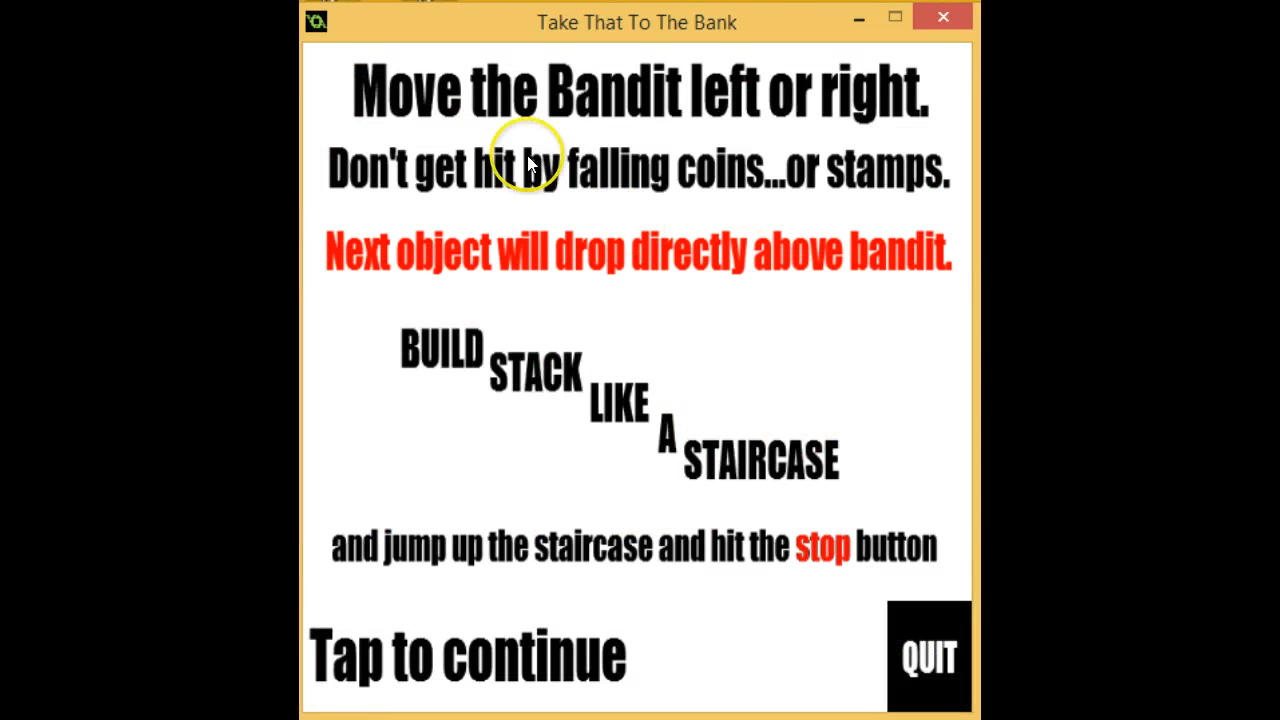 Take That To The Bank
Move the Bandit left or right.
Don't get hit by falling coins...or stamps.
Next object will drop directly above bandit.
BUILD
STACK
LIKE
A
STAIRCASE
and jump up the staircase and hit the stop button
Tap to continue
QUIT